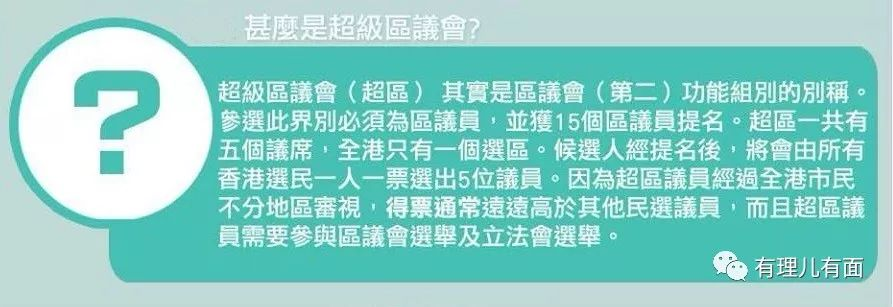 甚麼是超級區議會?
?
超級區議會（超區） 其實是區議會（第二）功能組別的別稱。
參選此界別必須為區議員，並獲15個區議員提名。超區一共有
五個議席，全港只有一個選區。候選人經提名後，將會由所有
香港選民一人一票選出5位議員。因為超區議員經過全港市民
不分地區審視，得票通常遠遠高於其他民選議員，而且超區議
員需要參與區議會選舉及立法會選舉。
有理儿有面